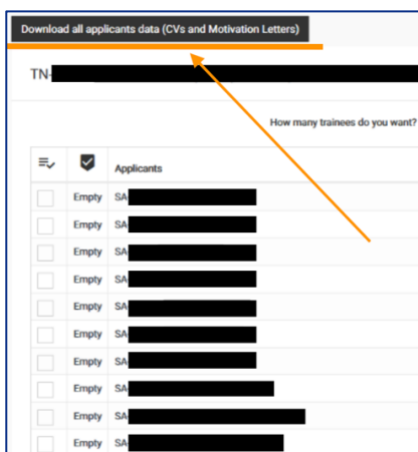 Download all applicants data (CVs and Motivation Letters)
TN-
How many trainees do you want?
Applicants
Empty SA
Empty SA
Empty SA
Empty SA
Empty SA
Empty SA
Empty SA
Empty SA
Empty SA
Empty SA